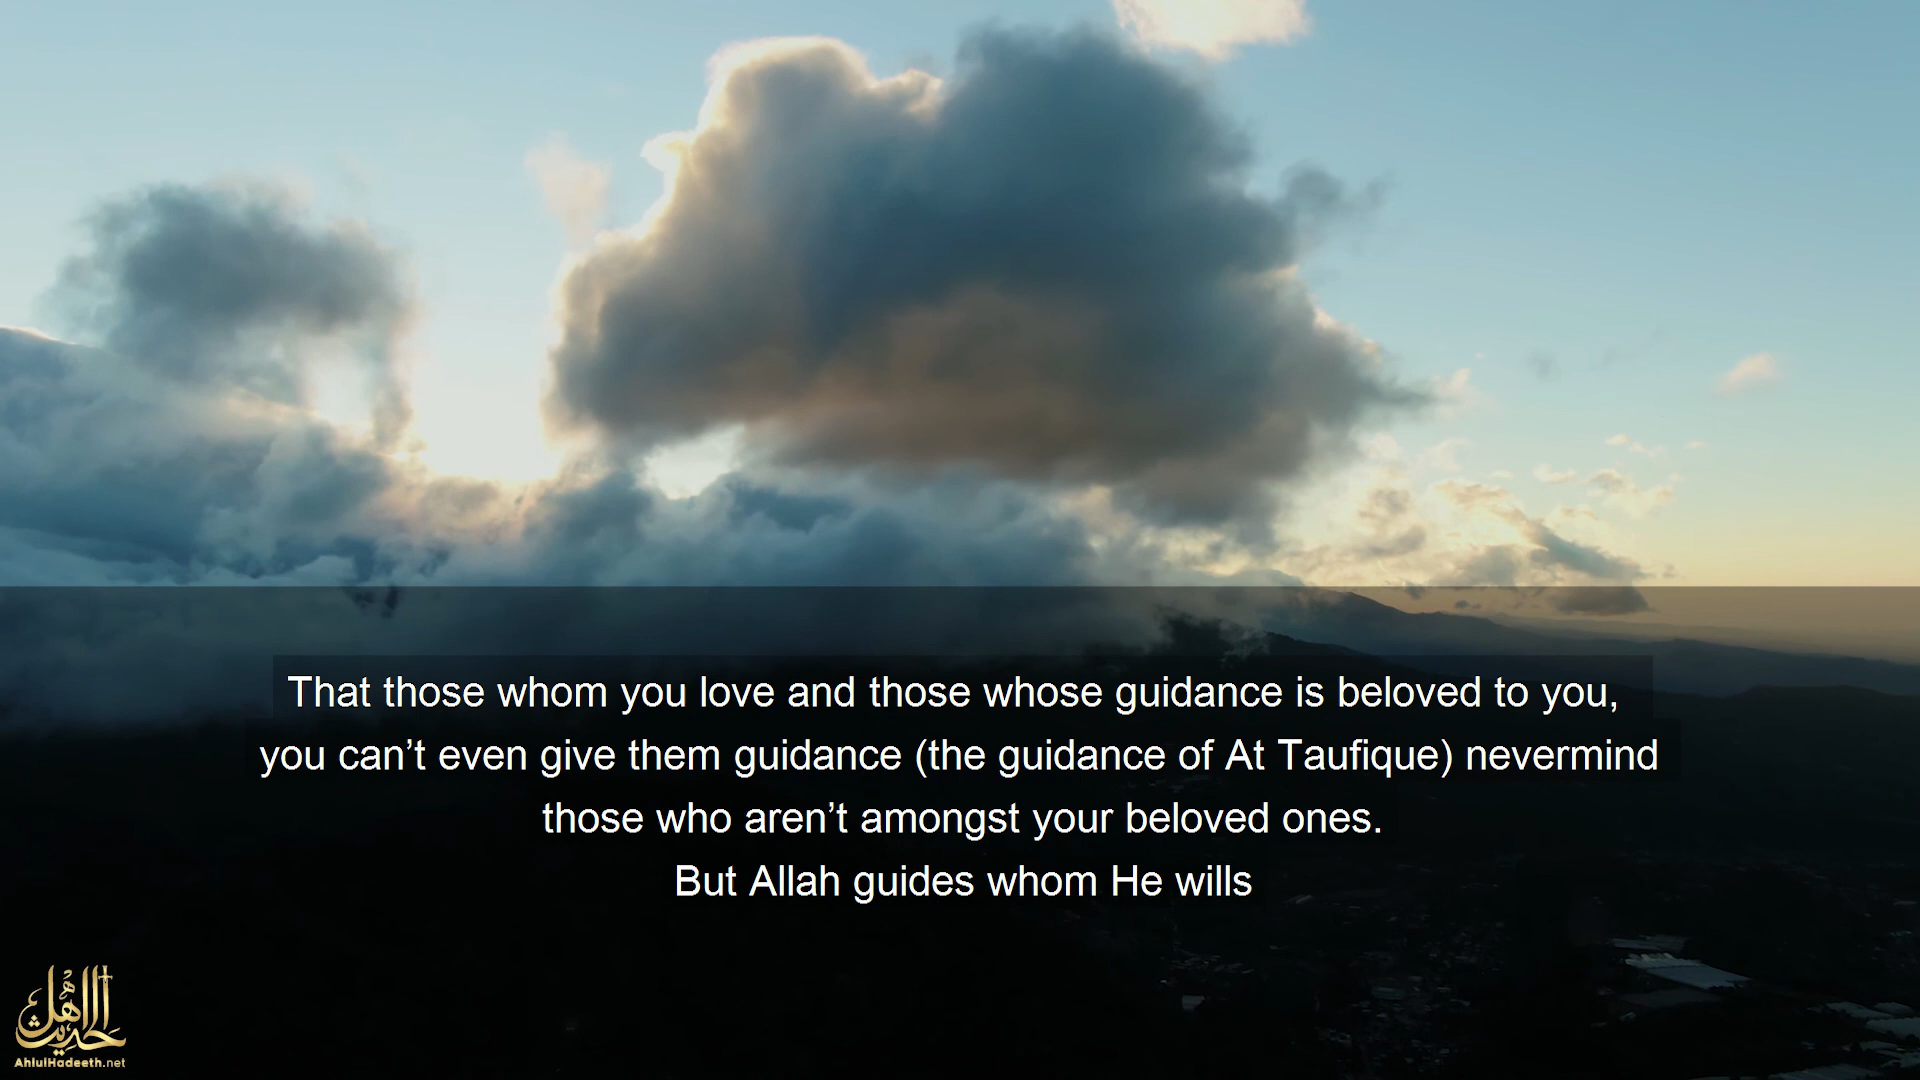 That those whom you love and those whose guidance is beloved to you,
you can’t even give them guidance (the guidance of At Taufique) nevermind
those who aren’t amongst your beloved ones.
But Allah guides whom He wills
اهل الحديث
AhlulHadeeth.net